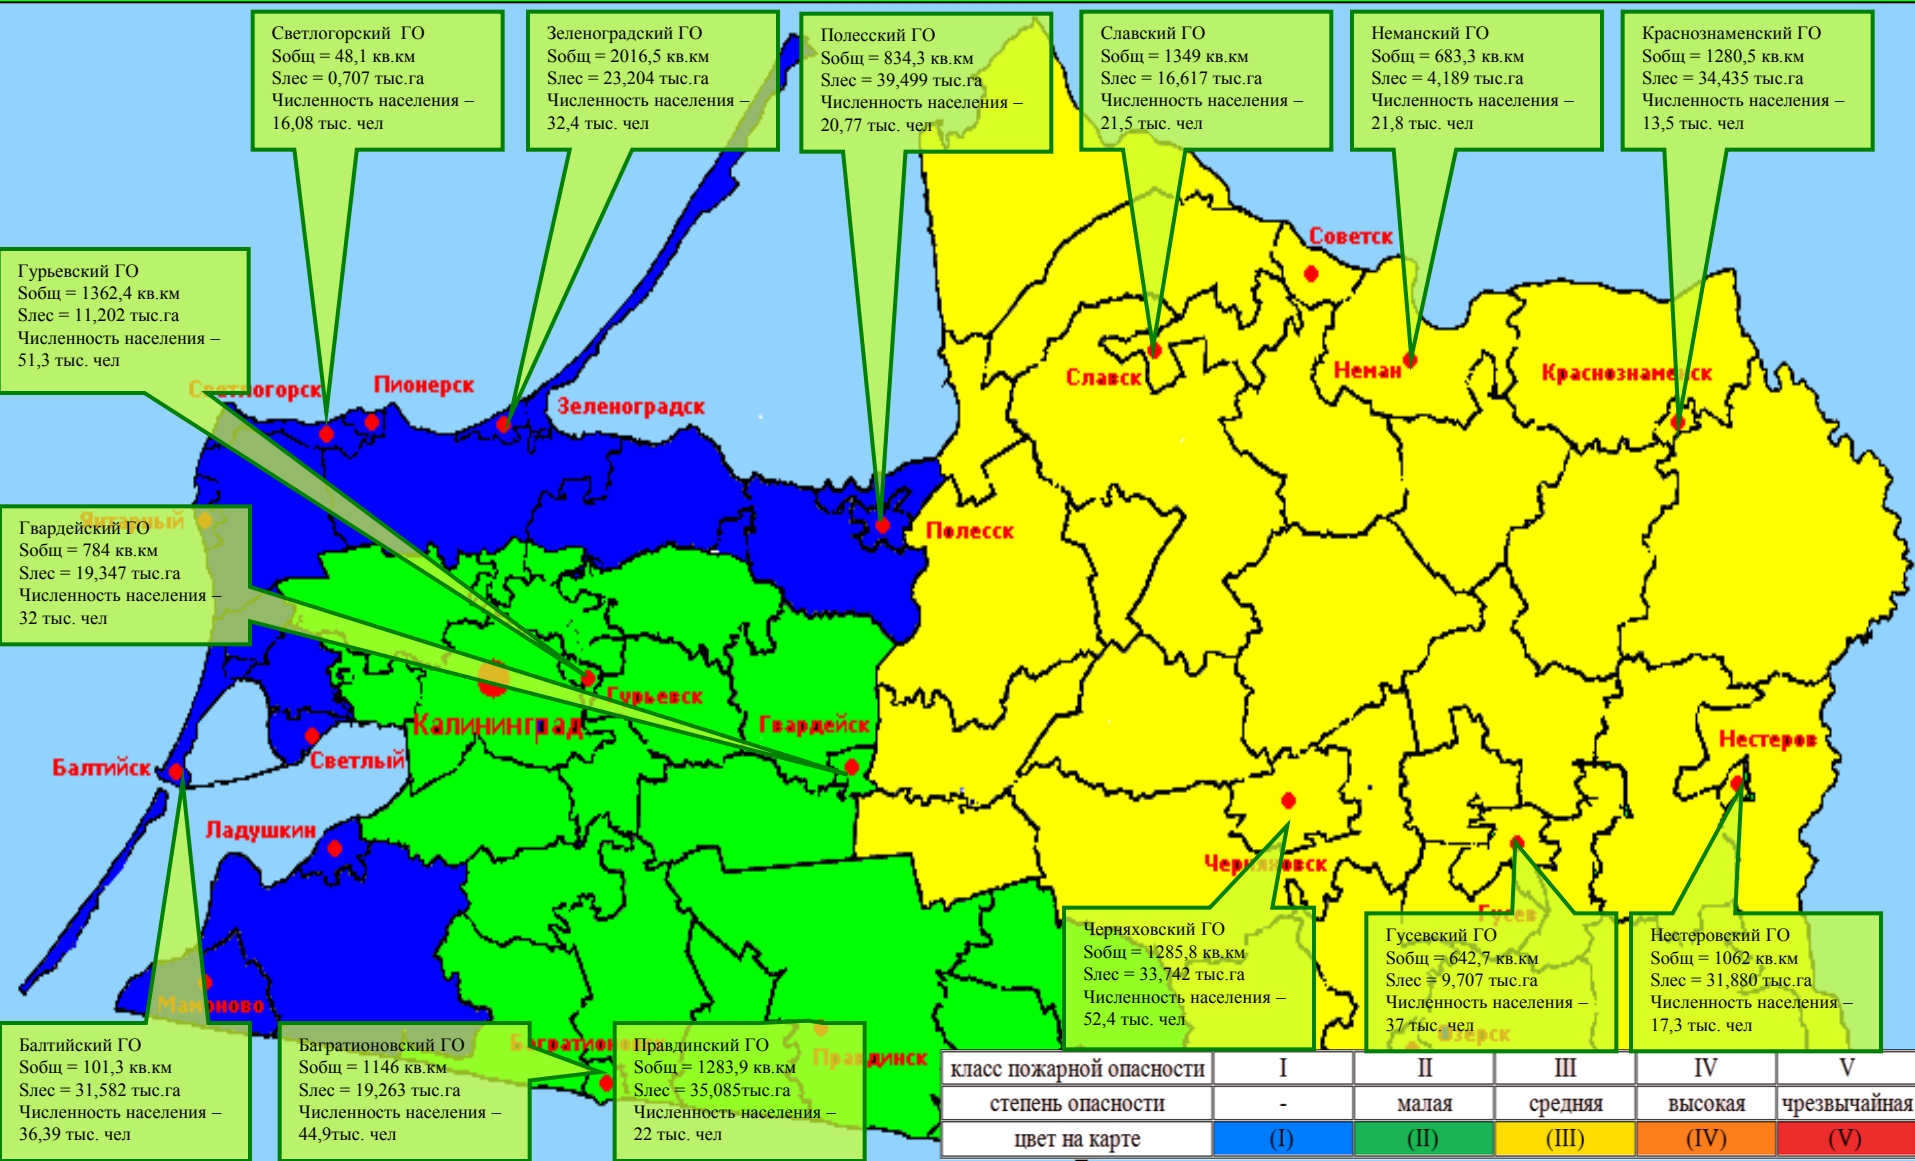 Светлогорский ГО
Sобщ = 48,1 кв.км
Sлес = 0,707 тыс.га
Численность населения –
16,08 тыс. чел
Зеленоградский ГО
Sобщ = 2016,5 кв.км
Sлес = 23,204 тыс.га
Численность населения –
32,4 тыс. чел
Полесский ГО
Sобщ = 834,3 кв.км
Sлес = 39,499 тыс.га
Численность населения –
20,77 тыс. чел
Славский ГО
Sобщ = 1349 кв.км
Sлес = 16,617 тыс.га
Численность населения –
21,5 тыс. чел
Неманский ГО
Sобщ = 683,3 кв.км
Sлес = 4,189 тыс.га
Численность населения –
21,8 тыс. чел
Краснознаменский ГО
Sобщ = 1280,5 кв.км
Sлес = 34,435 тыс.га
Численность населения –
13,5 тыс. чел
Советск
Гурьевский ГО
Sобщ = 1362,4 кв.км
Sлес = 11,202 тыс.га
Численность населения –
51,3 тыс. чел
Светлогорск
Пионерск
Зеленоградск
Славск
Неман
Краснознаменск
Янтарный
Полесск
Гвардейский ГО
Sобщ = 784 кв.км
Sлес = 19,347 тыс.га
Численность населения –
32 тыс. чел
Гурьевск
Калининград
Гвардейск
Нестеров
Балтийск
Светлый
Ладушкин
Черняховск
Гусев
Мамоново
Багратионовск
Правдинск
Озерск
Черняховский ГО
Sобщ = 1285,8 кв.км
Sлес = 33,742 тыс.га
Численность населения –
52,4 тыс. чел
Гусевский ГО
Sобщ = 642,7 кв.км
Sлес = 9,707 тыс.га
Численность населения –
37 тыс. чел
Нестеровский ГО
Sобщ = 1062 кв.км
Sлес = 31,880 тыс.га
Численность населения –
17,3 тыс. чел
Балтийский ГО
Sобщ = 101,3 кв.км
Sлес = 31,582 тыс.га
Численность населения –
36,39 тыс. чел
Багратионовский ГО
Sобщ = 1146 кв.км
Sлес = 19,263 тыс.га
Численность населения –
44,9тыс. чел
Правдинский ГО
Sобщ = 1283,9 кв.км
Sлес = 35,085тыс.га
Численность населения –
22 тыс. чел
класс пожарной опасности I II III IV V
степень опасности - малая средняя высокая чрезвычайная
цвет на карте (I) (II) (III) (IV) (V)